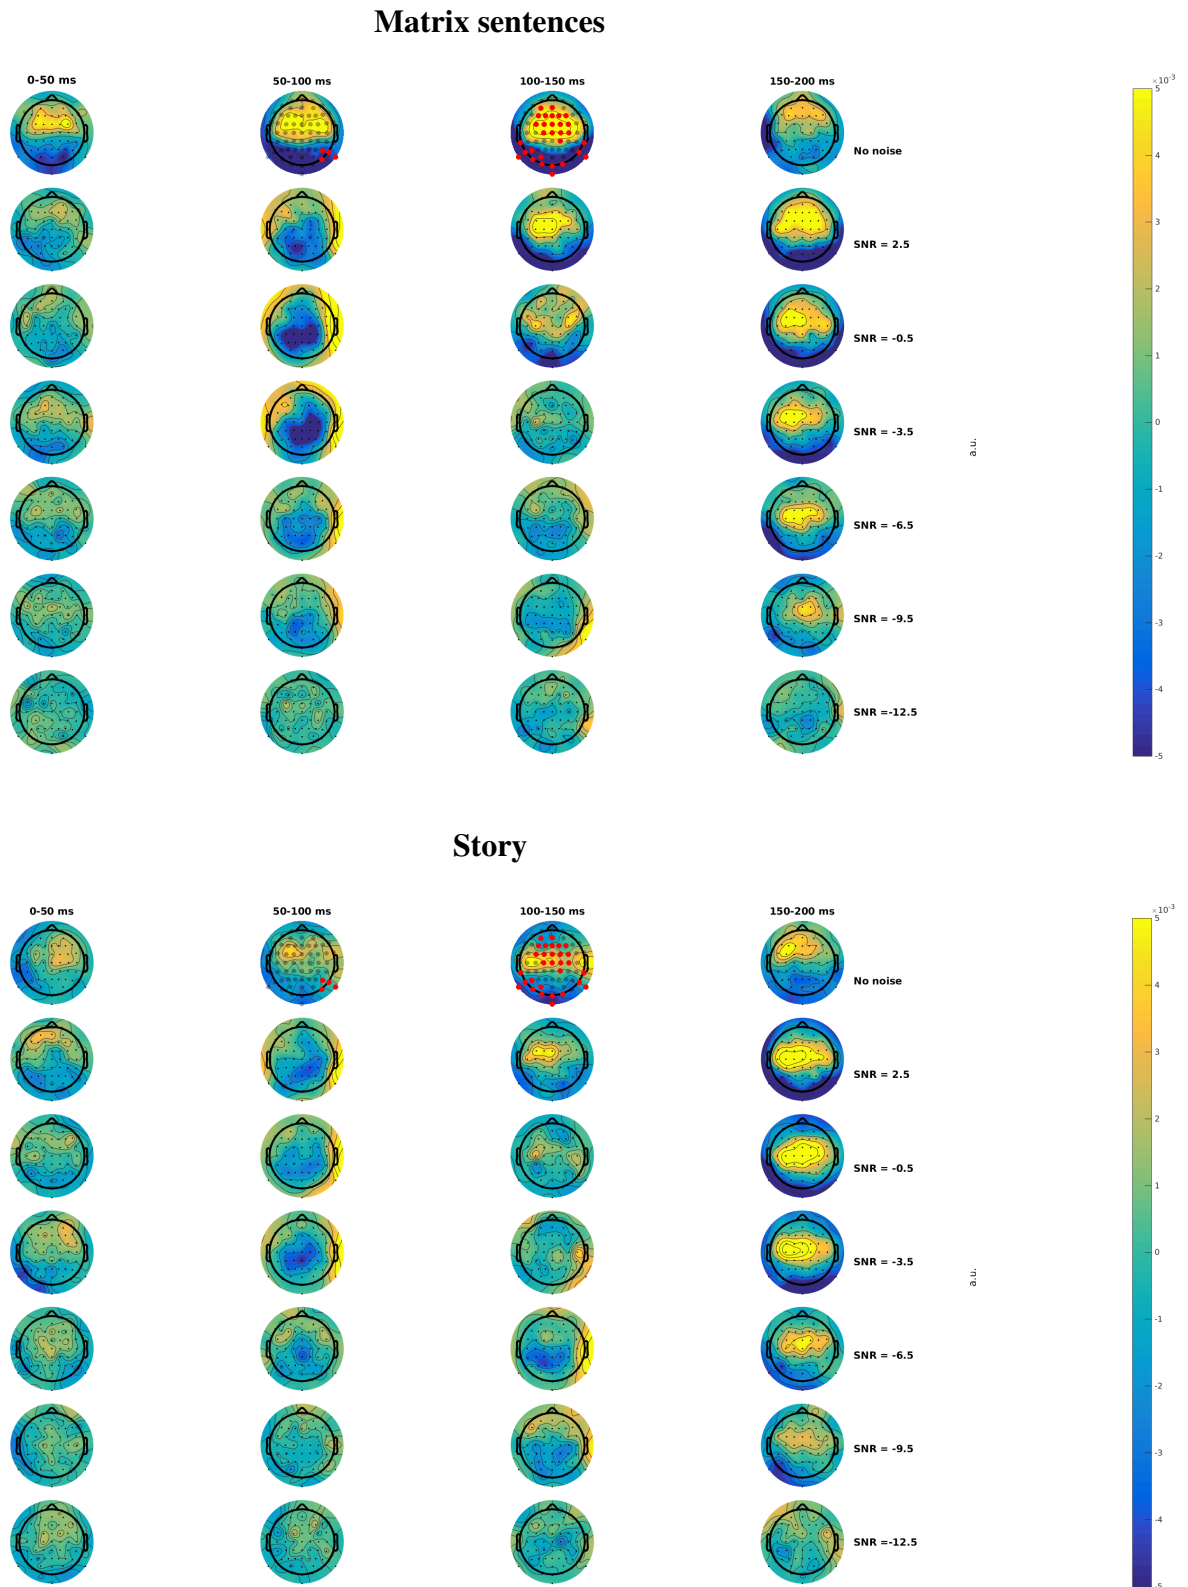 Matrix sentences
0-50 ms 50-100 ms 100-150 ms 150-200 ms
×10⁻³
5
4
No noise
3
SNR = 2.5
2
1
SNR = -0.5
0
SNR = -3.5
a.u.
-1
SNR = -6.5
-2
-3
SNR = -9.5
-4
SNR =-12.5
-5
Story
0-50 ms 50-100 ms 100-150 ms 150-200 ms
×10⁻³
5
4
No noise
3
SNR = 2.5
2
1
SNR = -0.5
0
SNR = -3.5
a.u.
-1
SNR = -6.5
-2
-3
SNR = -9.5
-4
SNR =-12.5
-5